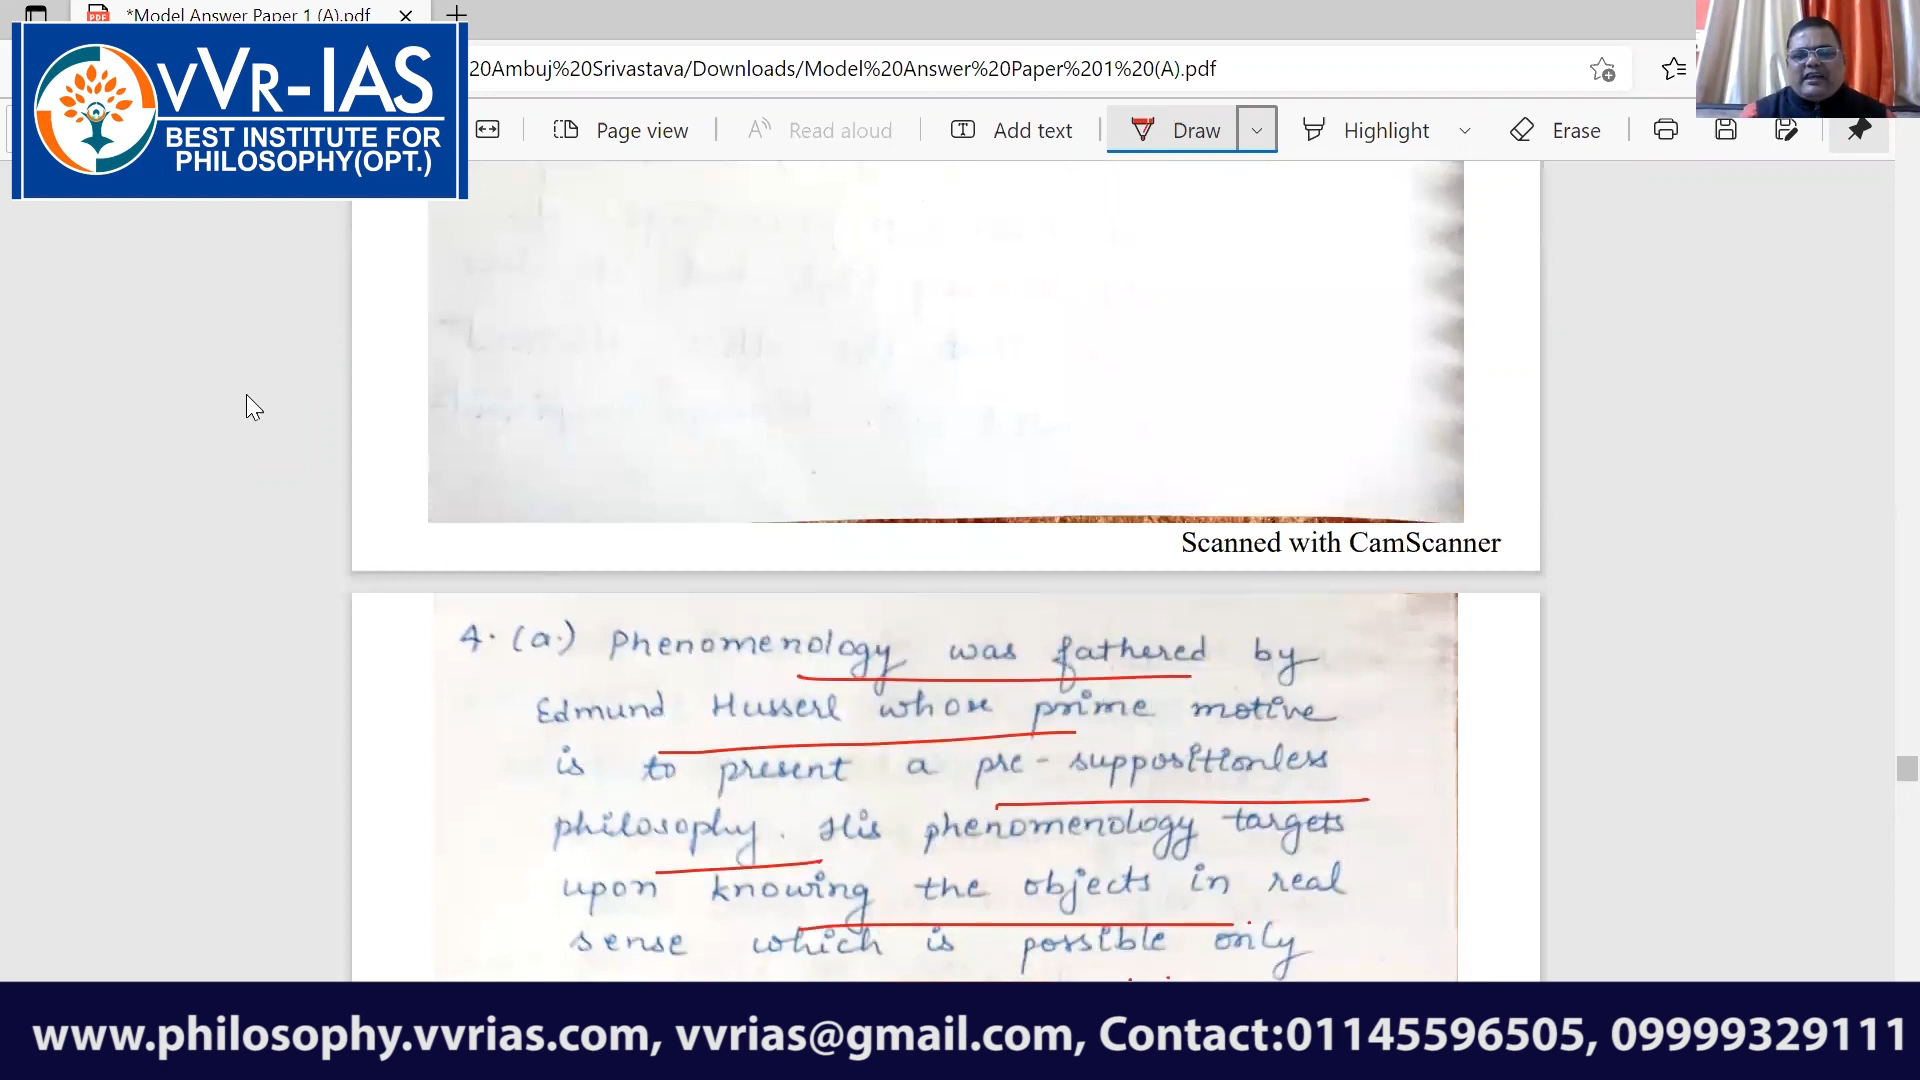 *Model Answer Paper 1 (A).pdf
vVR-IAS
BEST INSTITUTE FOR
PHILOSOPHY(OPT.)
20Ambuj%20Srivastava/Downloads/Model%20Answer%20Paper%201%20(A).pdf
Page view
Read aloud
Add text
Draw
Highlight
Erase
Scanned with CamScanner
4. (a.) Phenomenology was fathered by
Edmund Husserl whose prime motive
is to present a pre-suppositionless
philosophy. His phenomenology targets
upon knowing the objects in real
sense which is possible only
www.philosophy.vvrias.com, vvrias@gmail.com, Contact:01145596505, 09999329111